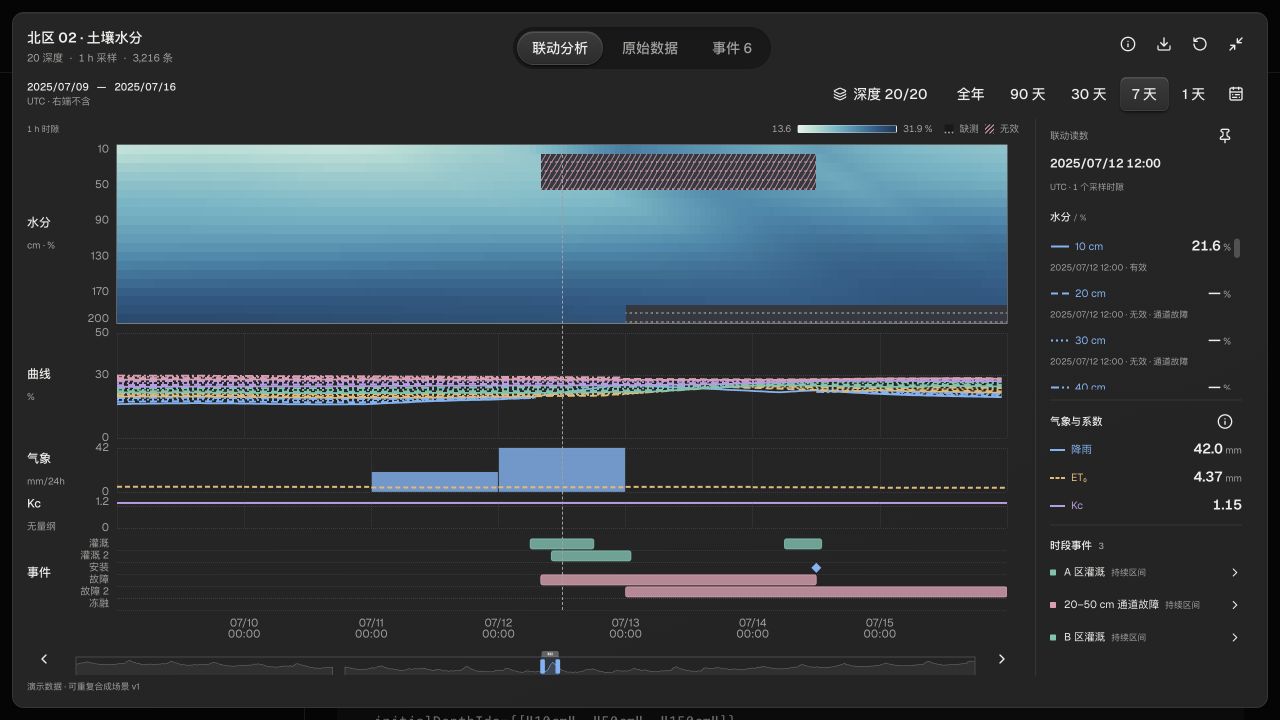 北区 02 · 土壤水分
20 深度 · 1 h 采样 · 3,216 条
联动分析 原始数据 事件 6
2025/07/09 — 2025/07/16
UTC · 右端不含
深度 20/20 全年 90 天 30 天 7 天 1 天
1 h 时隙
13.6 31.9 % 缺测 无效
水分
cm · %
10
50
90
130
170
200
曲线
%
50
30
0
气象
mm/24h
42
0
Kc
无量纲
1.2
0
事件
灌溉
灌溉 2
安装
故障
故障 2
冻融
07/10 00:00
07/11 00:00
07/12 00:00
07/13 00:00
07/14 00:00
07/15 00:00
演示数据 · 可重复合成场景 v1
联动读数
2025/07/12 12:00
UTC · 1 个采样时隙
水分 / %
10 cm 21.6 %
2025/07/12 12:00 · 有效
20 cm — %
2025/07/12 12:00 · 无效 · 通道故障
30 cm — %
2025/07/12 12:00 · 无效 · 通道故障
40 cm — %
气象与系数
降雨 42.0 mm
ET₀ 4.37 mm
Kc 1.15
时段事件 3
A 区灌溉 持续区间
20–50 cm 通道故障 持续区间
B 区灌溉 持续区间